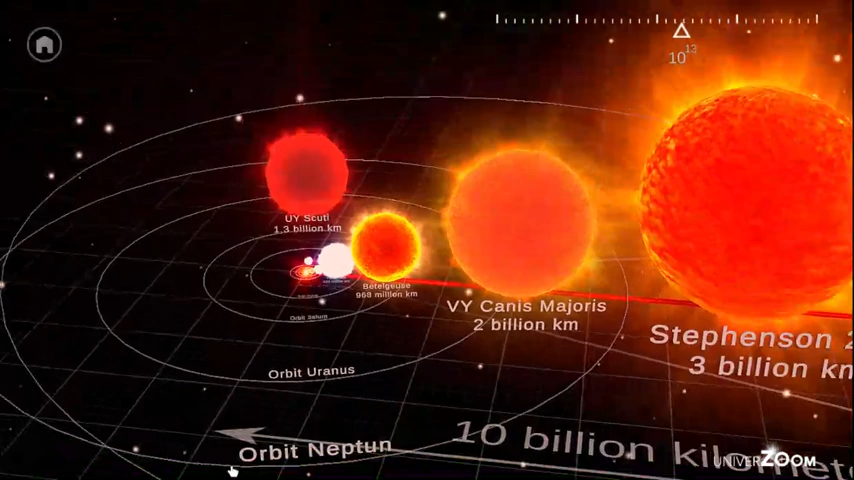 10
13
UY Scuti
1.3 billion km
Betelgeuse
968 million km
VY Canis Majoris
2 billion km
Stephenson 2
3 billion km
Orbit Saturn
Orbit Uranus
Orbit Neptun
10 billion kilomete
UNIVERZOOM